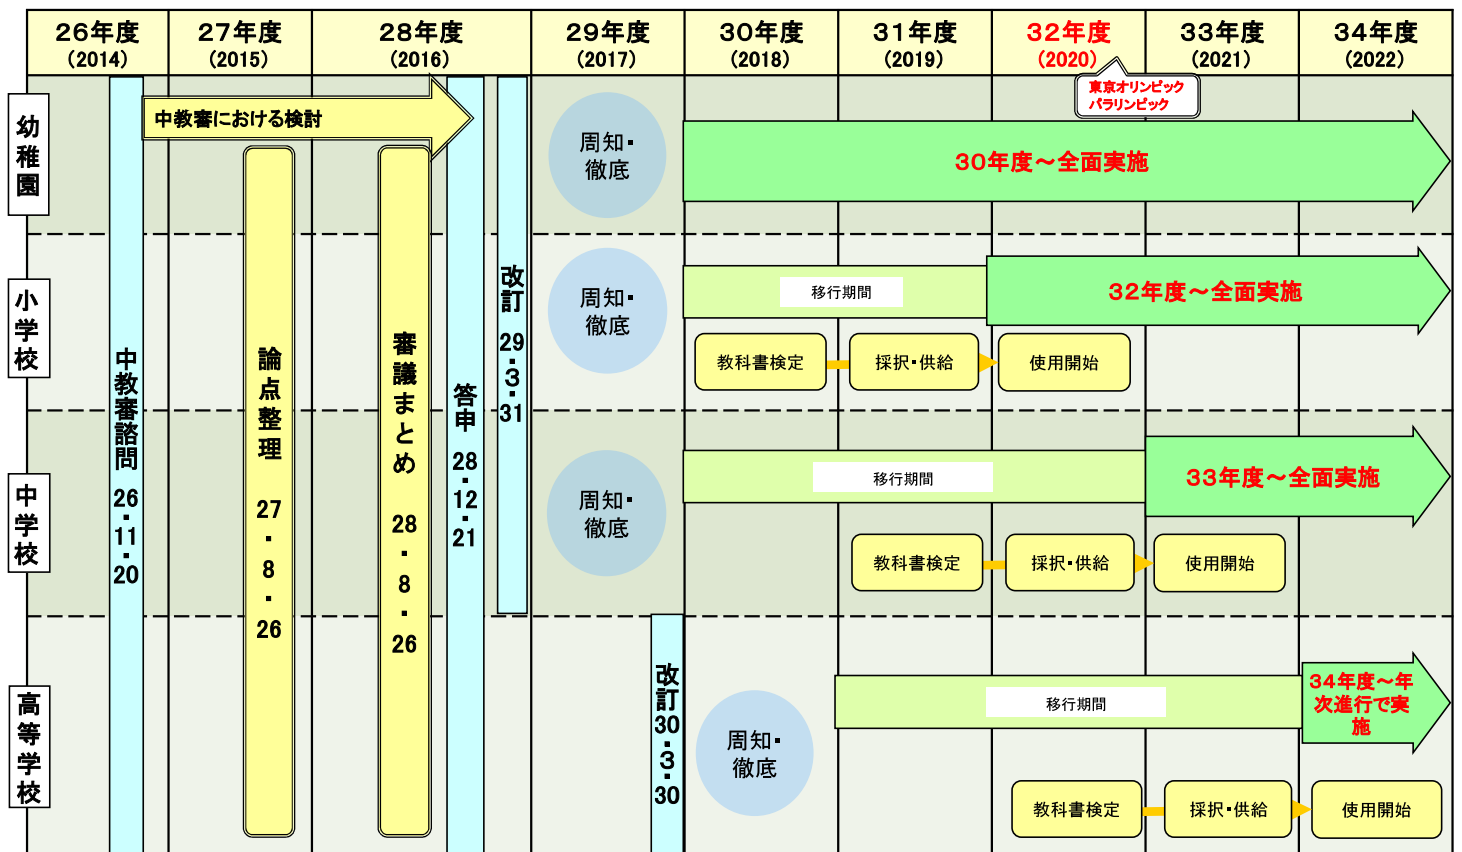 26年度
(2014)
27年度
(2015)
28年度
(2016)
29年度
(2017)
30年度
(2018)
31年度
(2019)
32年度
(2020)
33年度
(2021)
34年度
(2022)
東京オリンピック
パラリンピック
幼稚園
中教審における検討
周知・
徹底
30年度～全面実施
小学校
周知・
徹底
移行期間
32年度～全面実施
教科書検定
採択・供給
使用開始
中教審諮問 26・11・20
論点整理 27・8・26
審議まとめ 28・8・26
答申 28・12・21
改訂 29・3・31
中学校
周知・
徹底
移行期間
33年度～全面実施
教科書検定
採択・供給
使用開始
高等学校
改訂30・3・30
周知・
徹底
移行期間
34年度～年
次進行で実
施
教科書検定
採択・供給
使用開始